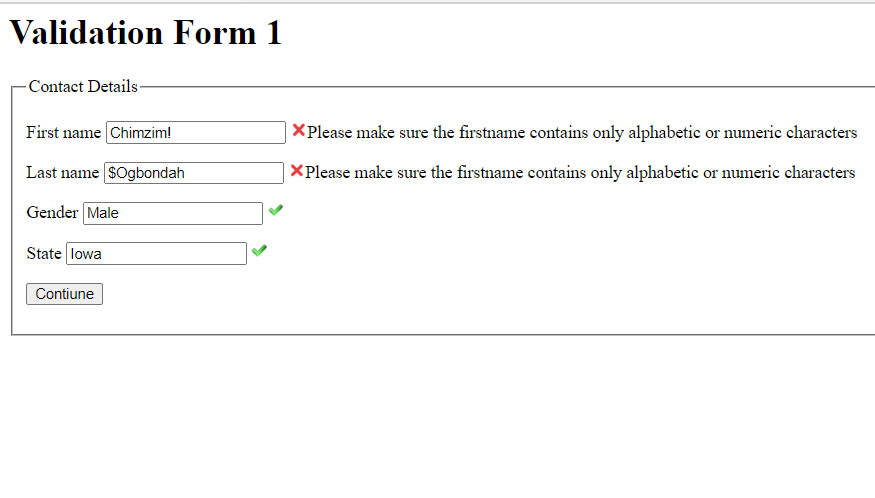 Validation Form 1
Contact Details
First name Chimzim! Please make sure the firstname contains only alphabetic or numeric characters
Last name $Ogbondah Please make sure the firstname contains only alphabetic or numeric characters
Gender Male
State Iowa
Contiune